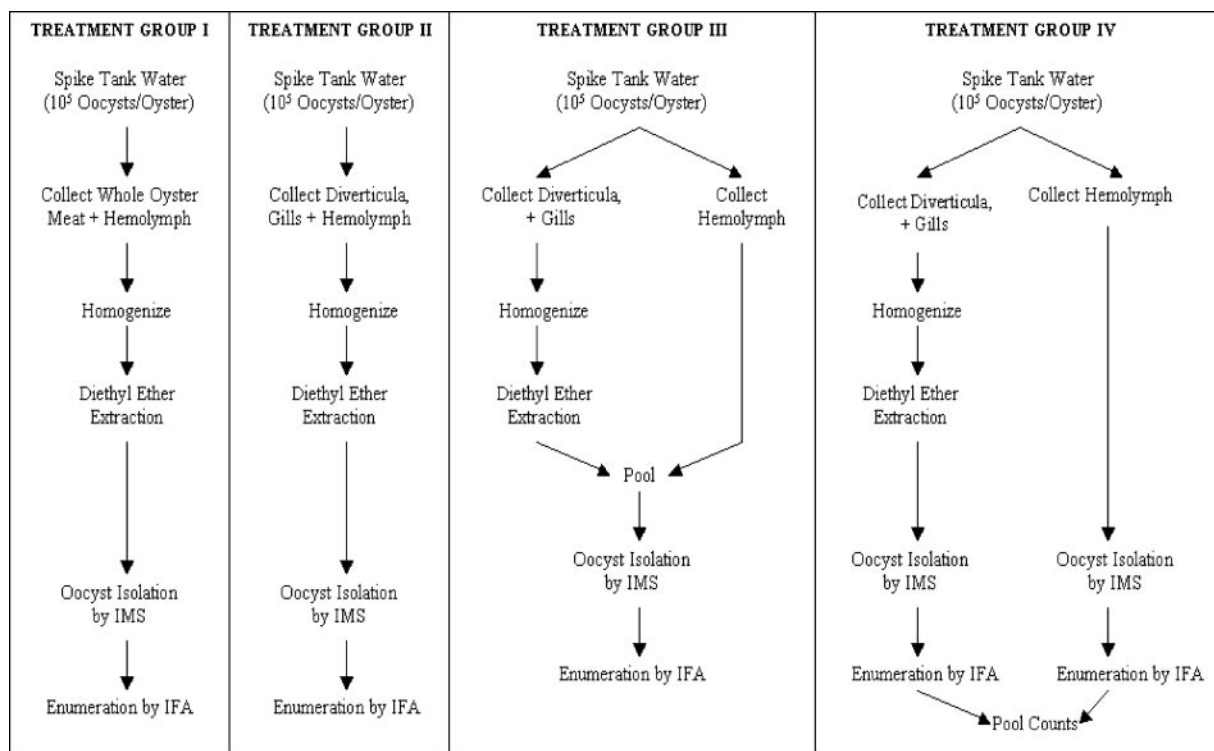 TREATMENT GROUP I
Spike Tank Water
(10⁵ Oocysts/Oyster)
Collect Whole Oyster
Meat + Hemolymph
Homogenize
Diethyl Ether
Extraction
Oocyst Isolation
by IMS
Enumeration by IFA
TREATMENT GROUP II
Spike Tank Water
(10⁵ Oocysts/Oyster)
Collect Diverticula,
Gills + Hemolymph
Homogenize
Diethyl Ether
Extraction
Oocyst Isolation
by IMS
Enumeration by IFA
TREATMENT GROUP III
Spike Tank Water
(10⁵ Oocysts/Oyster)
Collect Diverticula,
+ Gills
Homogenize
Diethyl Ether
Extraction
Collect
Hemolymph
Pool
Oocyst Isolation
by IMS
Enumeration by IFA
TREATMENT GROUP IV
Spike Tank Water
(10⁵ Oocysts/Oyster)
Collect Diverticula,
+ Gills
Homogenize
Diethyl Ether
Extraction
Oocyst Isolation
by IMS
Enumeration by IFA
Collect Hemolymph
Oocyst Isolation
by IMS
Enumeration by IFA
Pool Counts